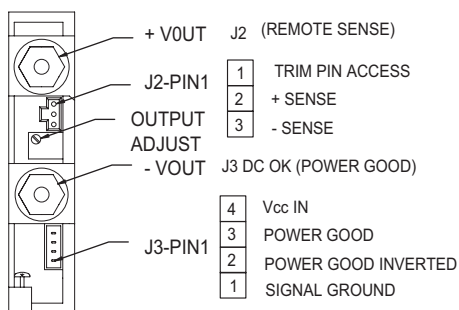 + V0UT J2 (REMOTE SENSE)
J2-PIN1
1 TRIM PIN ACCESS
2 + SENSE
3 - SENSE
OUTPUT
ADJUST
- VOUT J3 DC OK (POWER GOOD)
J3-PIN1
4 Vcc IN
3 POWER GOOD
2 POWER GOOD INVERTED
1 SIGNAL GROUND